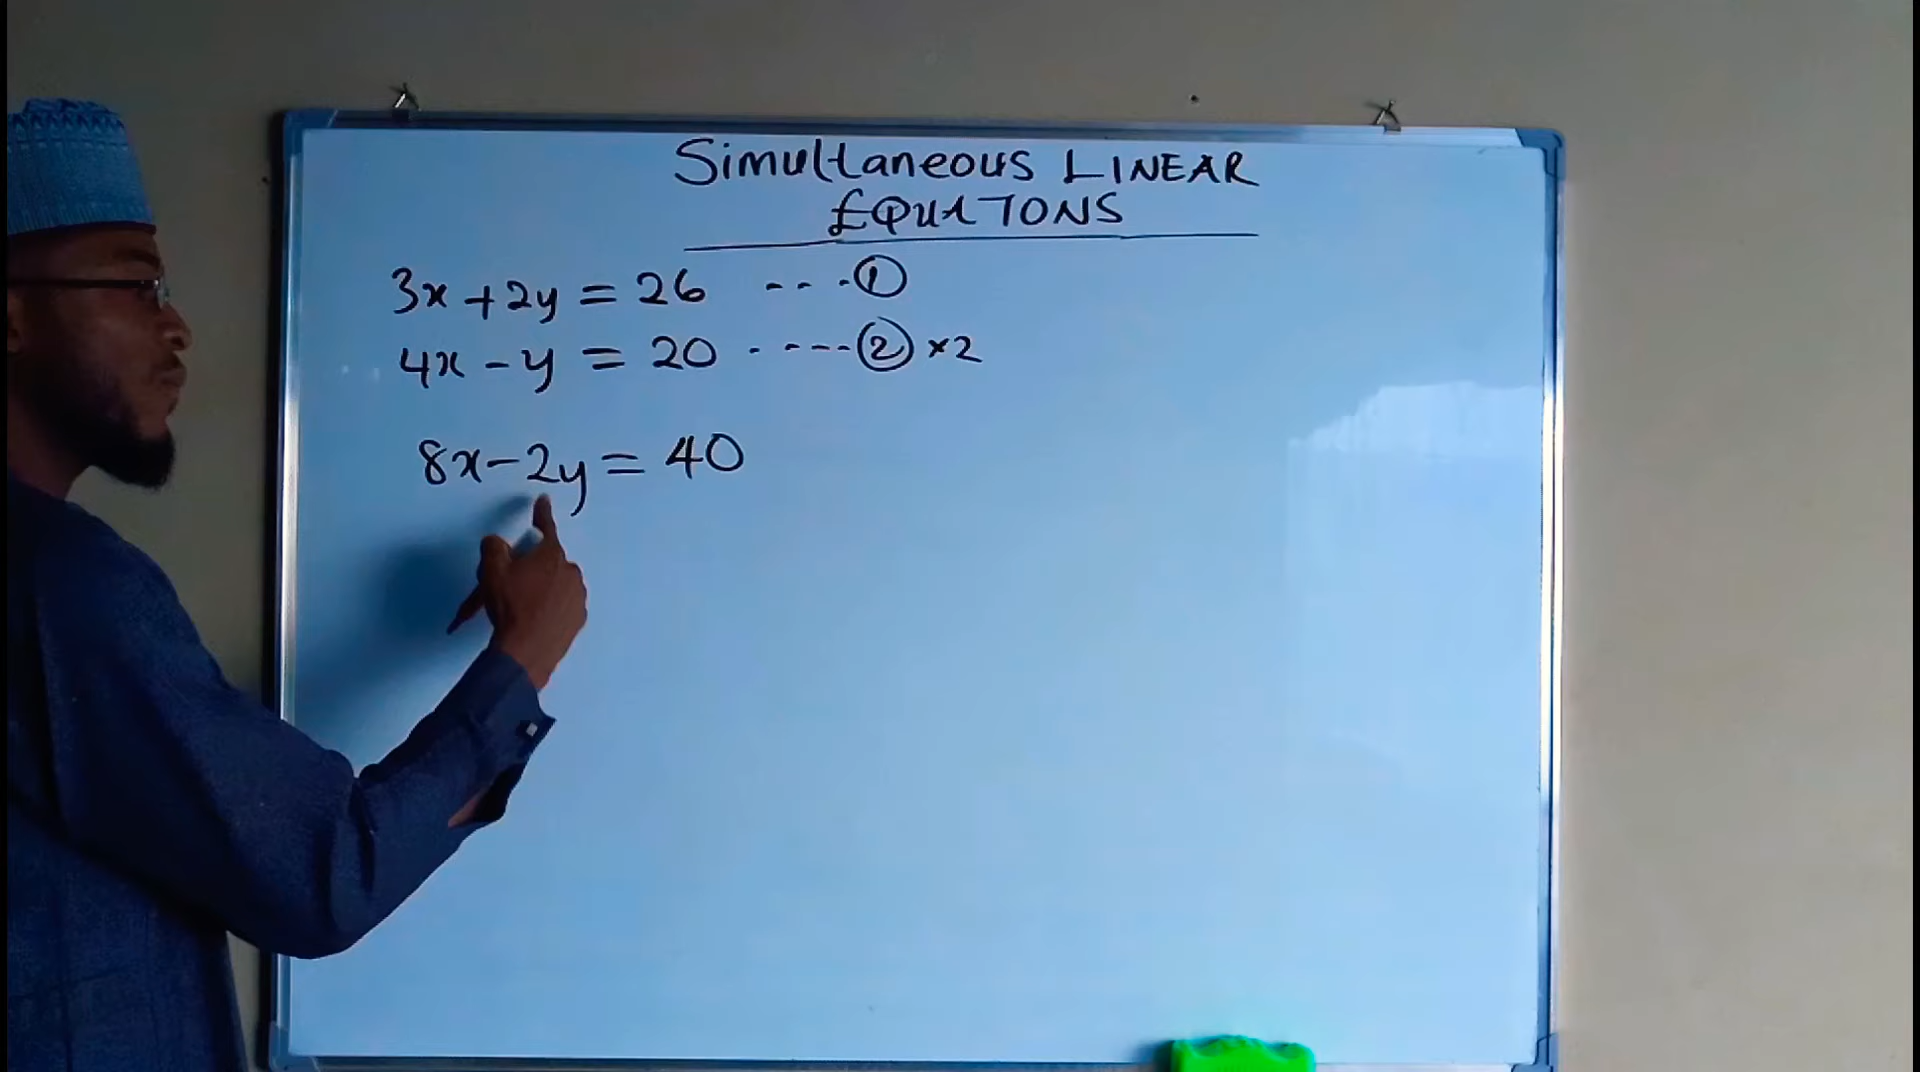 Simultaneous LINEAR
EQUATONS
3x + 2y = 26 ---①
4x - y = 20 .----② ×2
8x - 2y = 40